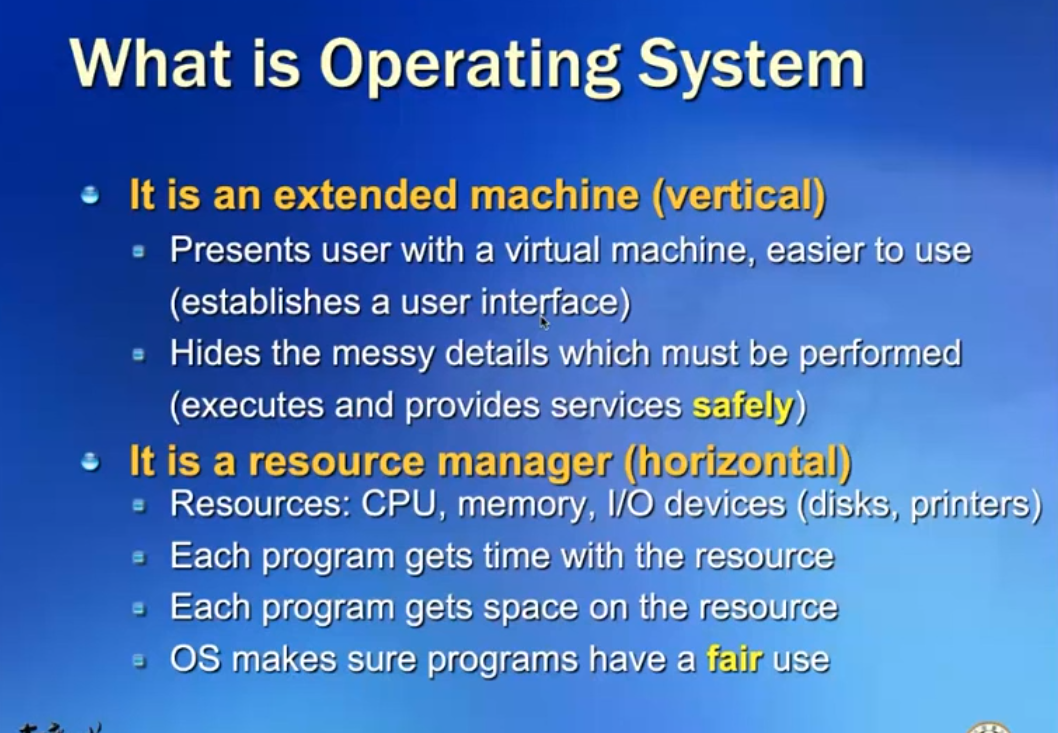 What is Operating System
It is an extended machine (vertical)
Presents user with a virtual machine, easier to use
(establishes a user interface)
Hides the messy details which must be performed
(executes and provides services safely)
It is a resource manager (horizontal)
Resources: CPU, memory, I/O devices (disks, printers)
Each program gets time with the resource
Each program gets space on the resource
OS makes sure programs have a fair use